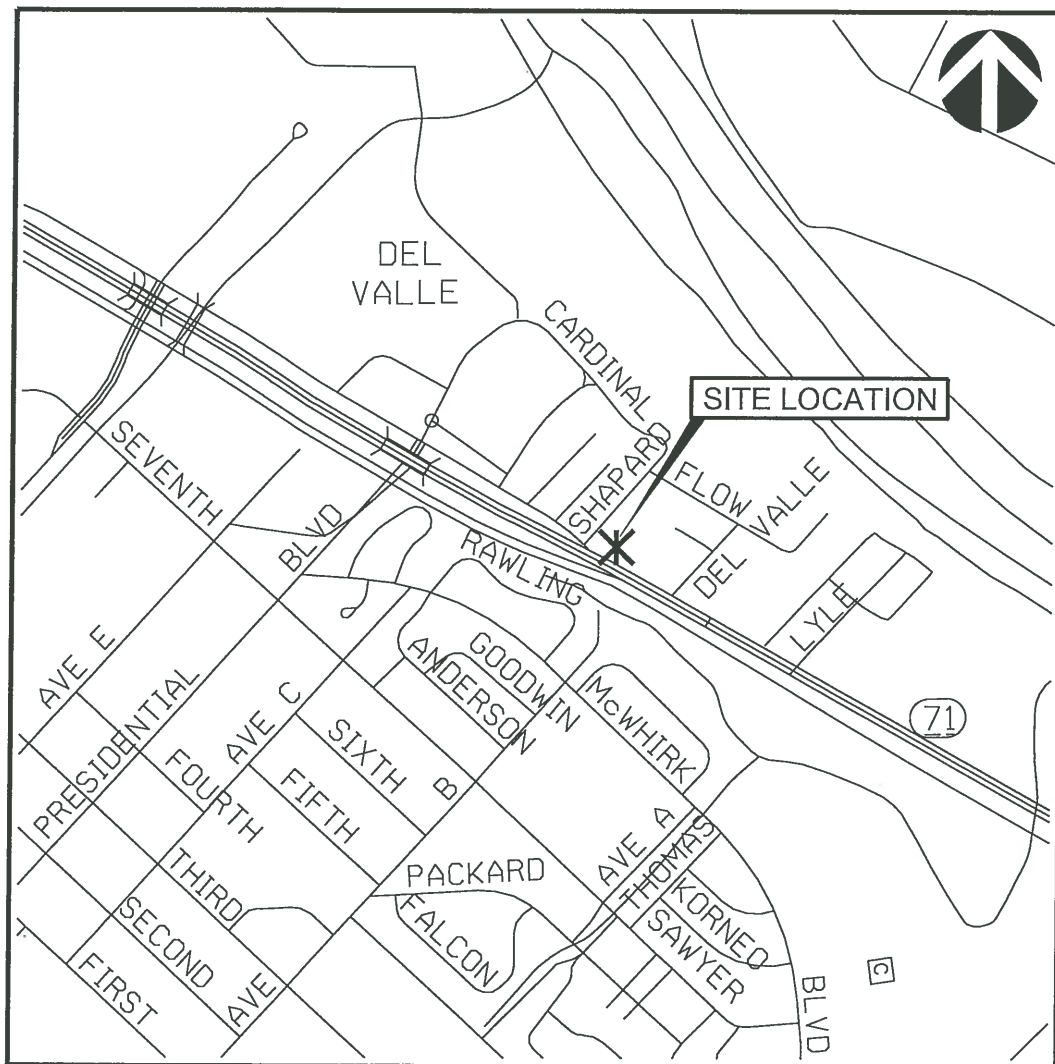 DEL
VALLE
CARDINAL
SITE LOCATION
SHAPARD
FLOW
DEL VALLE
SEVENTH
BLVD
RAWLING
LYLE
AVE E
GOODWIN
ANDERSON
McWHIRK
71
PRESIDENTIAL
AVE C
SIXTH
B
FOURTH
FIFTH
AVE A
THOMAS
PACKARD
THIRD
FALCON
KORNEO
SECOND
SAWYER
C
FIRST
AVE
BLVD